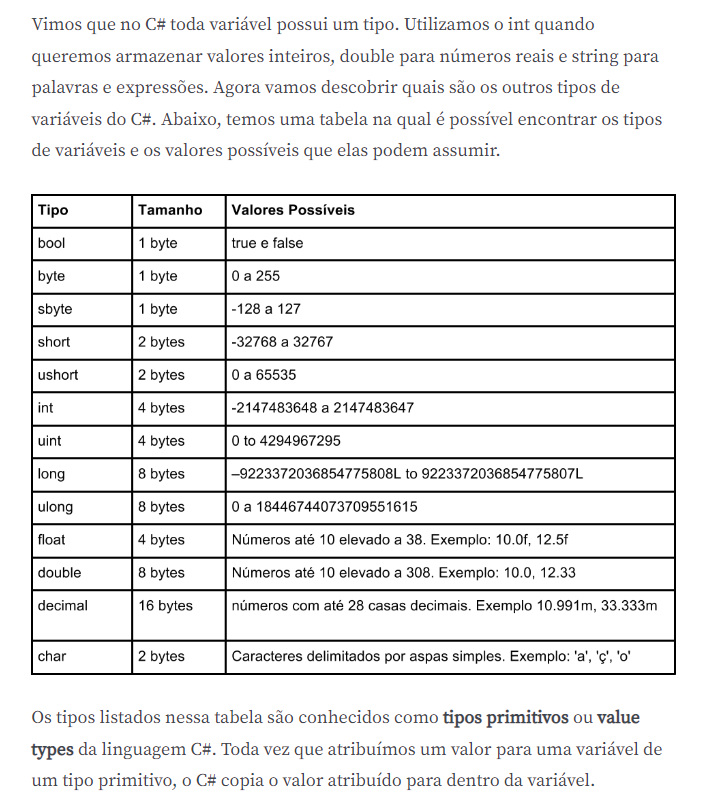 Vimos que no C# toda variável possui um tipo. Utilizamos o int quando
queremos armazenar valores inteiros, double para números reais e string para
palavras e expressões. Agora vamos descobrir quais são os outros tipos de
variáveis do C#. Abaixo, temos uma tabela na qual é possível encontrar os tipos
de variáveis e os valores possíveis que elas podem assumir.
Tipo Tamanho Valores Possíveis
bool 1 byte true e false
byte 1 byte 0 a 255
sbyte 1 byte -128 a 127
short 2 bytes -32768 a 32767
ushort 2 bytes 0 a 65535
int 4 bytes -2147483648 a 2147483647
uint 4 bytes 0 to 4294967295
long 8 bytes –9223372036854775808L to 9223372036854775807L
ulong 8 bytes 0 a 18446744073709551615
float 4 bytes Números até 10 elevado a 38. Exemplo: 10.0f, 12.5f
double 8 bytes Números até 10 elevado a 308. Exemplo: 10.0, 12.33
decimal 16 bytes números com até 28 casas decimais. Exemplo 10.991m, 33.333m
char 2 bytes Caracteres delimitados por aspas simples. Exemplo: 'a', 'ç', 'o'
Os tipos listados nessa tabela são conhecidos como tipos primitivos ou value
types da linguagem C#. Toda vez que atribuímos um valor para uma variável de
um tipo primitivo, o C# copia o valor atribuído para dentro da variável.